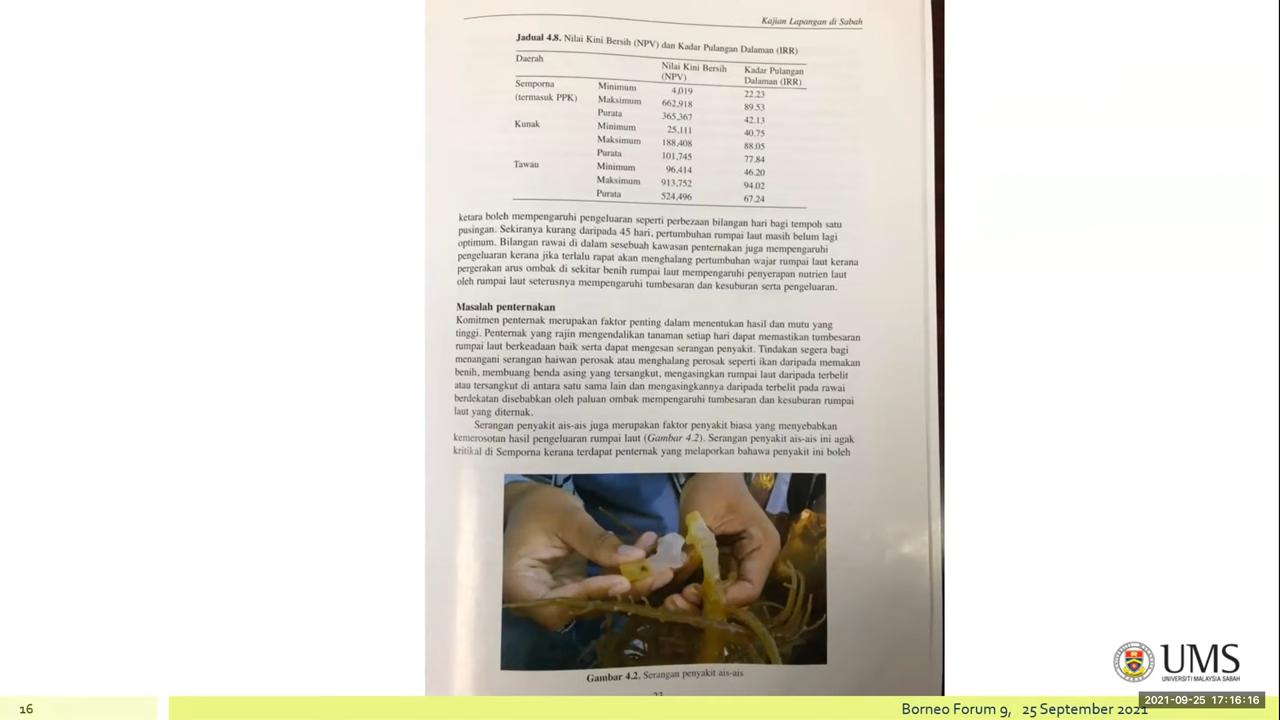 Kajian Lapangan di Sabah
Jadual 4.8. Nilai Kini Bersih (NPV) dan Kadar Pulangan Dalaman (IRR)
Daerah Nilai Kini Bersih Kadar Pulangan
(NPV) Dalaman (IRR)
Semporna Minimum 4,019 22.23
(termasuk PPK) Maksimum 662,918 89.53
Purata 365,367 42.13
Kunak Minimum 25,111 40.75
Maksimum 188,408 88.05
Purata 101,745 77.84
Tawau Minimum 96,414 46.20
Maksimum 913,752 94.02
Purata 524,496 67.24
ketara boleh mempengaruhi pengeluaran seperti perbezaan bilangan hari bagi tempoh satu
pusingan. Sekiranya kurang daripada 45 hari, pertumbuhan rumpai laut masih belum lagi
optimum. Bilangan rawai di dalam sesebuah kawasan penternakan juga mempengaruhi
pengeluaran kerana jika terlalu rapat akan menghalang pertumbuhan wajar rumpai laut kerana
pergerakan arus ombak di sekitar benih rumpai laut mempengaruhi penyerapan nutrien laut
oleh rumpai laut seterusnya mempengaruhi tumbesaran dan kesuburan serta pengeluaran.
Masalah penternakan
Komitmen penternak merupakan faktor penting dalam menentukan hasil dan mutu yang
tinggi. Penternak yang rajin mengendalikan tanaman setiap hari dapat memastikan tumbesaran
rumpai laut berkeadaan baik serta dapat mengesan serangan penyakit. Tindakan segera bagi
menangani serangan haiwan perosak atau menghalang perosak seperti ikan daripada memakan
benih, membuang benda asing yang tersangkut, mengasingkan rumpai laut daripada terbelit
atau tersangkut di antara satu sama lain dan mengasingkannya daripada terbelit pada rawai
berdekatan disebabkan oleh paluan ombak mempengaruhi tumbesaran dan kesuburan rumpai
laut yang diternak.
Serangan penyakit ais-ais juga merupakan faktor penyakit biasa yang menyebabkan
kemerosotan hasil pengeluaran rumpai laut (Gambar 4.2). Serangan penyakit ais-ais ini agak
kritikal di Semporna kerana terdapat penternak yang melaporkan bahawa penyakit ini boleh
Gambar 4.2. Serangan penyakit ais-ais
UMS
UNIVERSITI MALAYSIA SABAH
2021-09-25 17:16:16
16 Borneo Forum 9, 25 September 2021